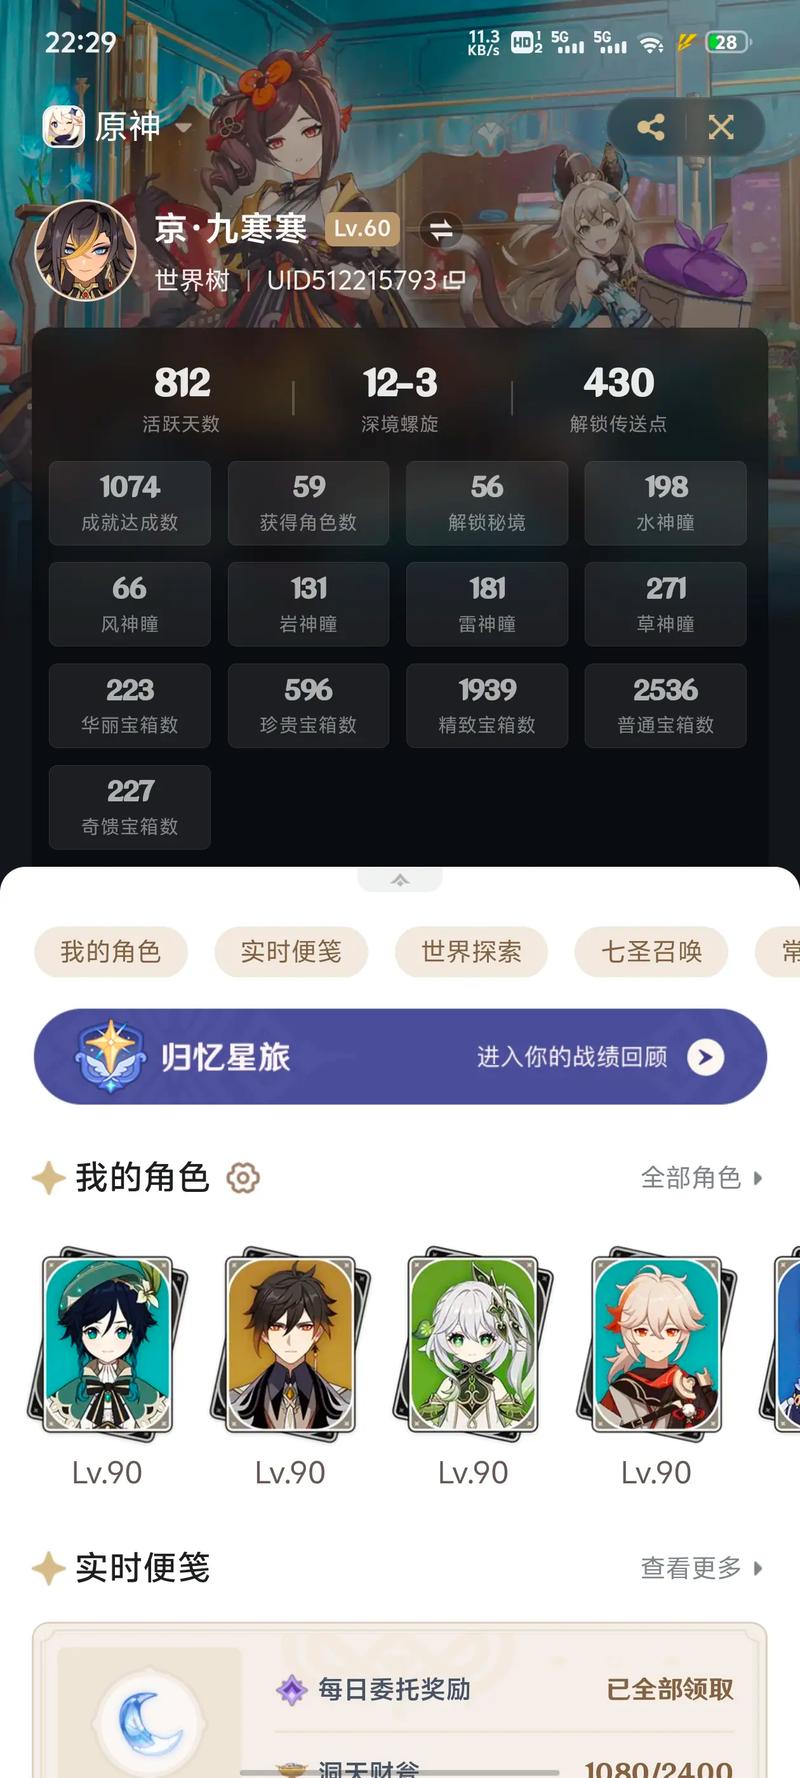 22:29 11.3 KB/s HD 1 2 5G 5G 28
原神
京·九寒寒 Lv.60
世界树 | UID512215793
812 12-3 430
活跃天数 深境螺旋 解锁传送点
1074 59 56 198
成就达成数 获得角色数 解锁秘境 水神瞳
66 131 181 271
风神瞳 岩神瞳 雷神瞳 草神瞳
223 596 1939 2536
华丽宝箱数 珍贵宝箱数 精致宝箱数 普通宝箱数
227
奇馈宝箱数
我的角色 实时便笺 世界探索 七圣召唤 常
归忆星旅 进入你的战绩回顾
我的角色 全部角色
Lv.90 Lv.90 Lv.90 Lv.90
实时便笺 查看更多
每日委托奖励 已全部领取
洞天财瓮 1080/2400